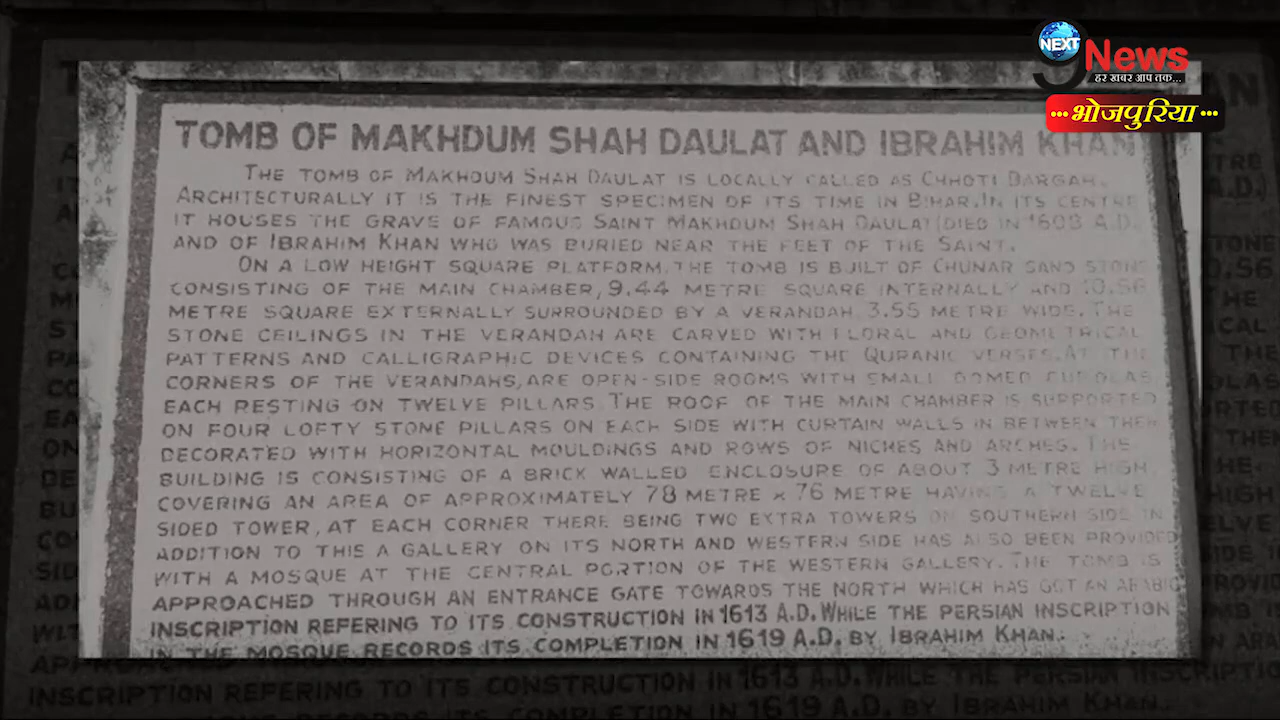 NEXT
9 News
हर खबर आप तक...
...भोजपुरिया...
TOMB OF MAKHDUM SHAH DAULAT AND IBRAHIM KHAN
THE TOMB OF MAKHDUM SHAH DAULAT IS LOCALLY CALLED AS CHHOTI DARGAH.
ARCHITECTURALLY IT IS THE FINEST SPECIMEN OF ITS TIME IN BIHAR. IN ITS CENTRE
IT HOUSES THE GRAVE OF FAMOUS SAINT MAKHDUM SHAH DAULAT (DIED IN 1608 A.D.
AND OF IBRAHIM KHAN WHO WAS BURIED NEAR THE FEET OF THE SAINT.
ON A LOW HEIGHT SQUARE PLATFORM, THE TOMB IS BUILT OF CHUNAR SAND STONE
CONSISTING OF THE MAIN CHAMBER, 9.44 METRE SQUARE INTERNALLY AND 10.56
METRE SQUARE EXTERNALLY SURROUNDED BY A VERANDAH 3.55 METRE WIDE. THE
STONE CEILINGS IN THE VERANDAH ARE CARVED WITH FLORAL AND GEOMETRICAL
PATTERNS AND CALLIGRAPHIC DEVICES CONTAINING THE QURANIC VERSES. AT THE
CORNERS OF THE VERANDAHS, ARE OPEN-SIDE ROOMS WITH SMALL DOMED CUPOLAS
EACH RESTING ON TWELVE PILLARS. THE ROOF OF THE MAIN CHAMBER IS SUPPORTED
ON FOUR LOFTY STONE PILLARS ON EACH SIDE WITH CURTAIN WALLS IN BETWEEN THEM
DECORATED WITH HORIZONTAL MOULDINGS AND ROWS OF NICHES AND ARCHES. THE
BUILDING IS CONSISTING OF A BRICK WALLED ENCLOSURE OF ABOUT 3 METRE HIGH
COVERING AN AREA OF APPROXIMATELY 78 METRE × 76 METRE HAVING A TWELVE
SIDED TOWER, AT EACH CORNER THERE BEING TWO EXTRA TOWERS ON SOUTHERN SIDE IN
ADDITION TO THIS A GALLERY ON ITS NORTH AND WESTERN SIDE HAS ALSO BEEN PROVIDED
WITH A MOSQUE AT THE CENTRAL PORTION OF THE WESTERN GALLERY. THE TOMB IS
APPROACHED THROUGH AN ENTRANCE GATE TOWARDS THE NORTH WHICH HAS GOT AN ARABIC
INSCRIPTION REFERING TO ITS CONSTRUCTION IN 1613 A.D. WHILE THE PERSIAN INSCRIPTION
IN THE MOSQUE RECORDS ITS COMPLETION IN 1619 A.D. BY IBRAHIM KHAN.